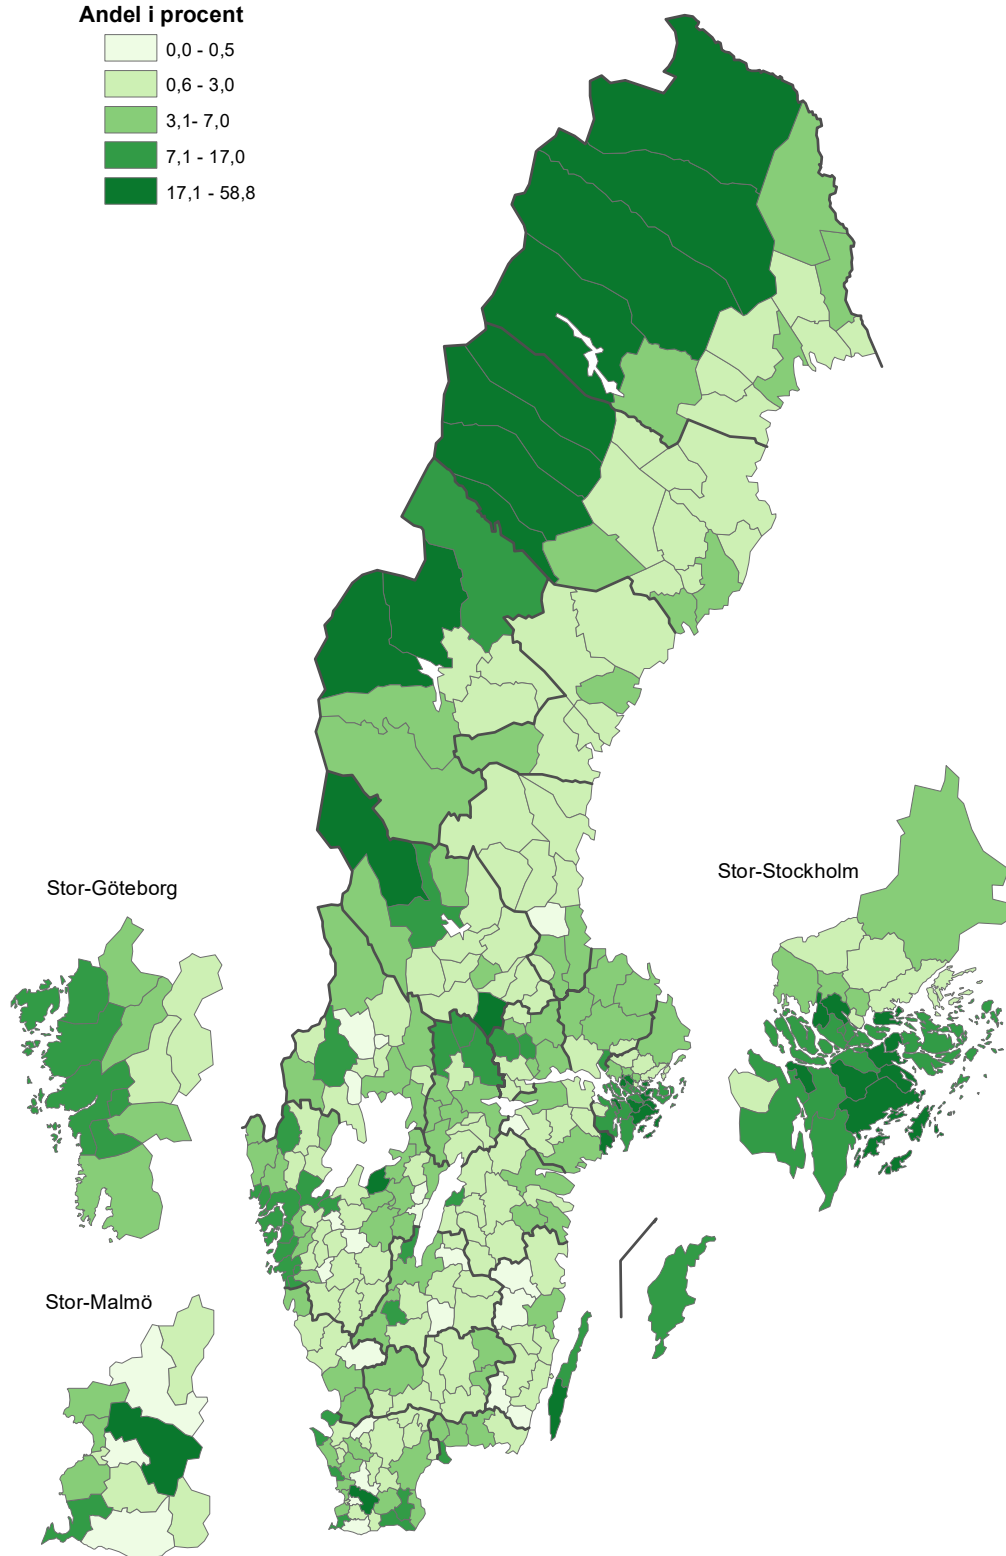 Andel i procent
0,0 - 0,5
0,6 - 3,0
3,1- 7,0
7,1 - 17,0
17,1 - 58,8
Stor-Göteborg
Stor-Stockholm
Stor-Malmö